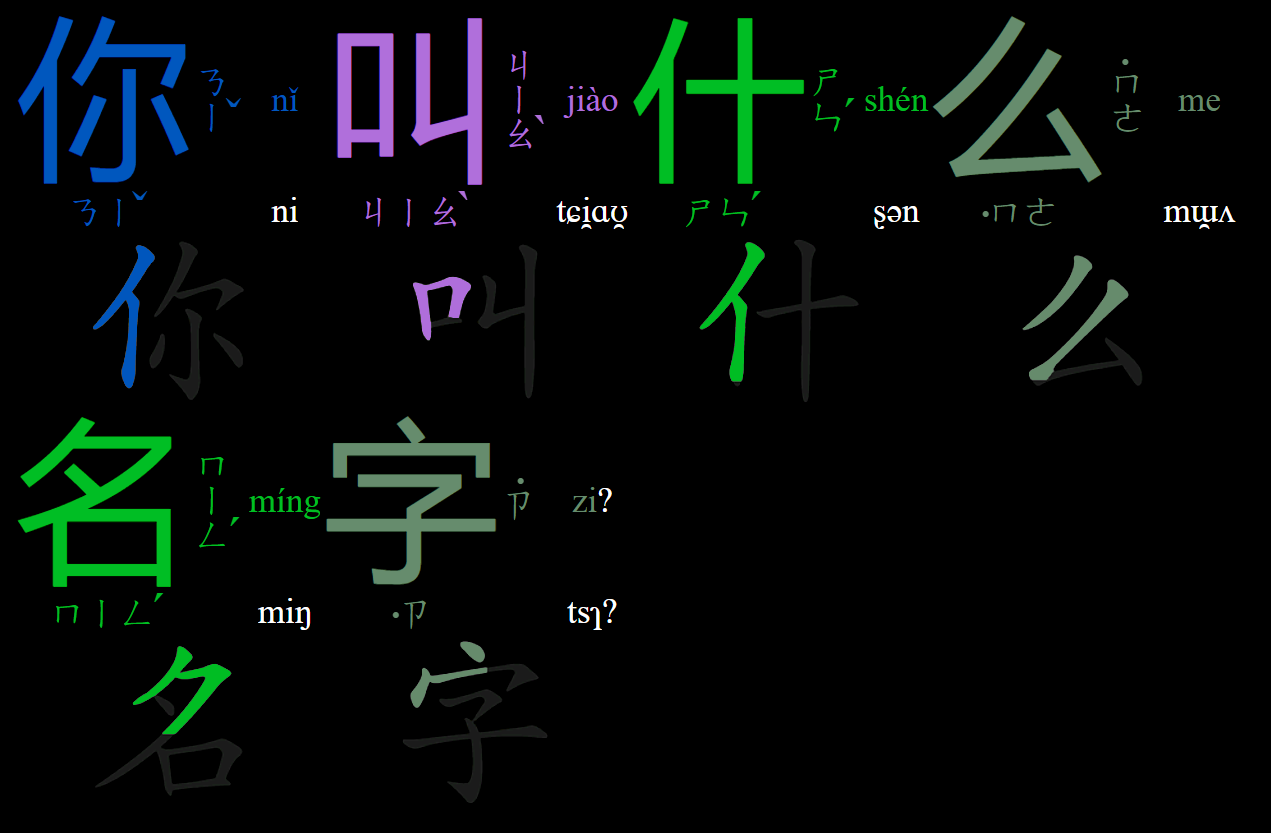 你 ㄋㄧˇ nǐ 叫 ㄐㄧㄠˋ jiào 什 ㄕㄣˊ shén 么 ˙ㄇㄜ me
ㄋㄧˇ ni ㄐㄧㄠˋ tɕi̯ɑʊ̯ ㄕㄣˊ ʂən ˙ㄇㄜ mɯ̯ʌ
你 叫 什 么
名 ㄇㄧㄥˊ míng 字 ˙ㄗ zi?
ㄇㄧㄥˊ miŋ ˙ㄗ tsɿ?
名 字